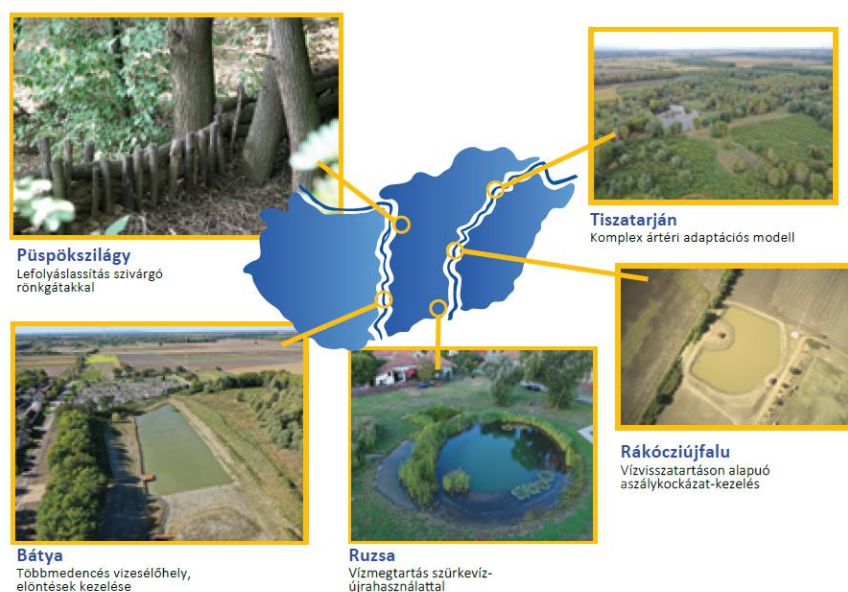 Püspökszilágy
Lefolyáslassítás szivárgó
rönkgátakkal
Tiszatarján
Komplex ártéri adaptációs modell
Rákócziújfalu
Vízvisszatartáson alapuó
aszálykockázat-kezelés
Bátya
Többmedencés vizesélőhely,
elöntések kezelése
Ruzsa
Vízmegtartás szürkevíz-
újrahasználattal